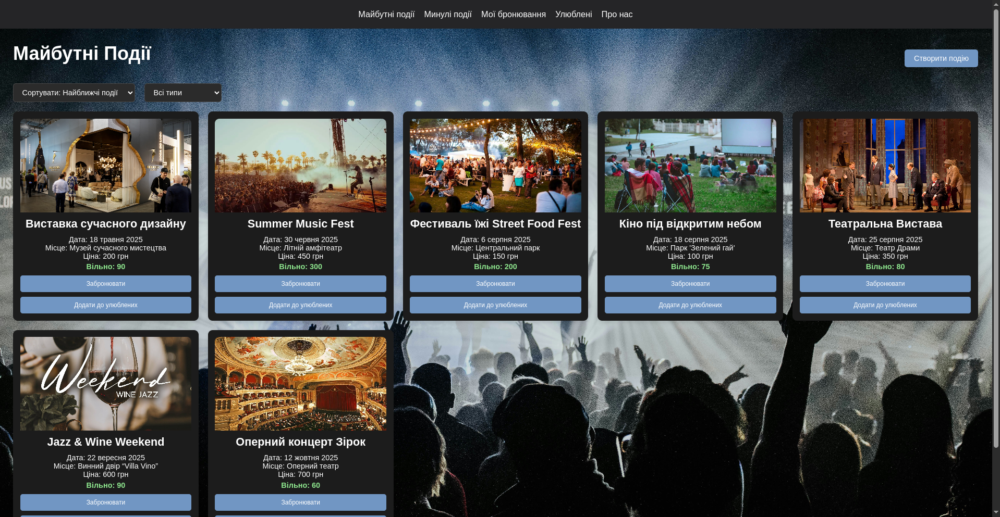 Майбутні події Минулі події Мої бронювання Улюблені Про нас
Майбутні Події
Створити подію
Сортувати: Найближчі події
Всі типи
Виставка сучасного дизайну
Дата: 18 травня 2025
Місце: Музей сучасного мистецтва
Ціна: 200 грн
Вільно: 90
Забронювати
Додати до улюблених
Summer Music Fest
Дата: 30 червня 2025
Місце: Літній амфітеатр
Ціна: 450 грн
Вільно: 300
Забронювати
Додати до улюблених
Фестиваль їжі Street Food Fest
Дата: 6 серпня 2025
Місце: Центральний парк
Ціна: 150 грн
Вільно: 200
Забронювати
Додати до улюблених
Кіно під відкритим небом
Дата: 18 серпня 2025
Місце: Парк 'Зелений гай'
Ціна: 100 грн
Вільно: 75
Забронювати
Додати до улюблених
Театральна Вистава
Дата: 25 серпня 2025
Місце: Театр Драми
Ціна: 350 грн
Вільно: 80
Забронювати
Додати до улюблених
Weekend
WINE JAZZ
Jazz & Wine Weekend
Дата: 22 вересня 2025
Місце: Винний двір “Villa Vino”
Ціна: 600 грн
Вільно: 90
Забронювати
Оперний концерт Зірок
Дата: 12 жовтня 2025
Місце: Оперний театр
Ціна: 700 грн
Вільно: 60
Забронювати